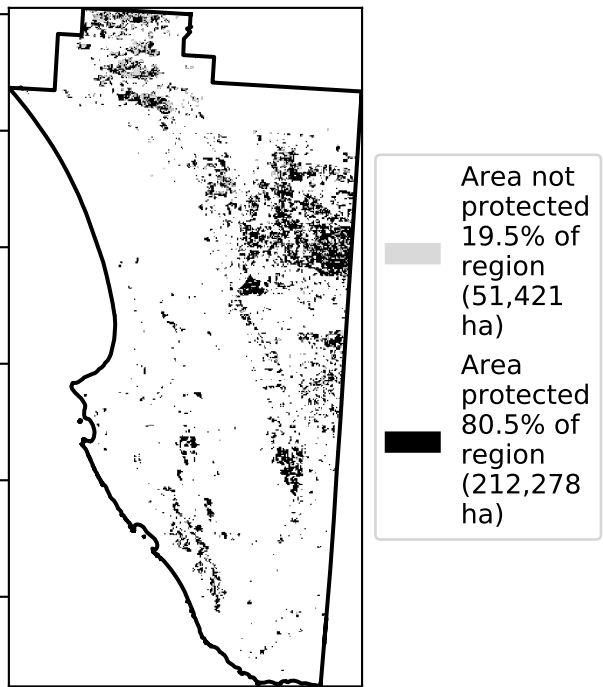 Area not
protected
19.5% of
region
(51,421
ha)
Area
protected
80.5% of
region
(212,278
ha)